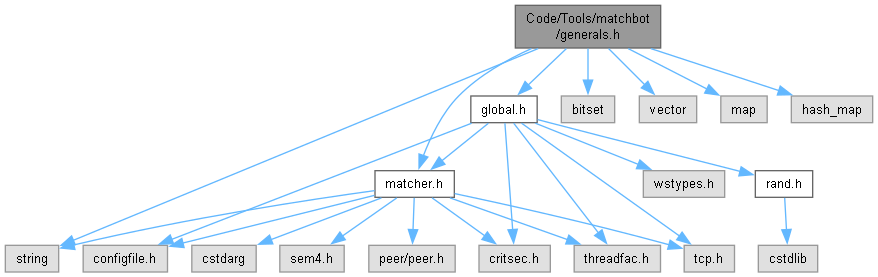 Code/Tools/matchbot
/generals.h
global.h
bitset
vector
map
hash_map
matcher.h
wstypes.h
rand.h
string
configfile.h
cstdarg
sem4.h
peer/peer.h
critsec.h
threadfac.h
tcp.h
cstdlib